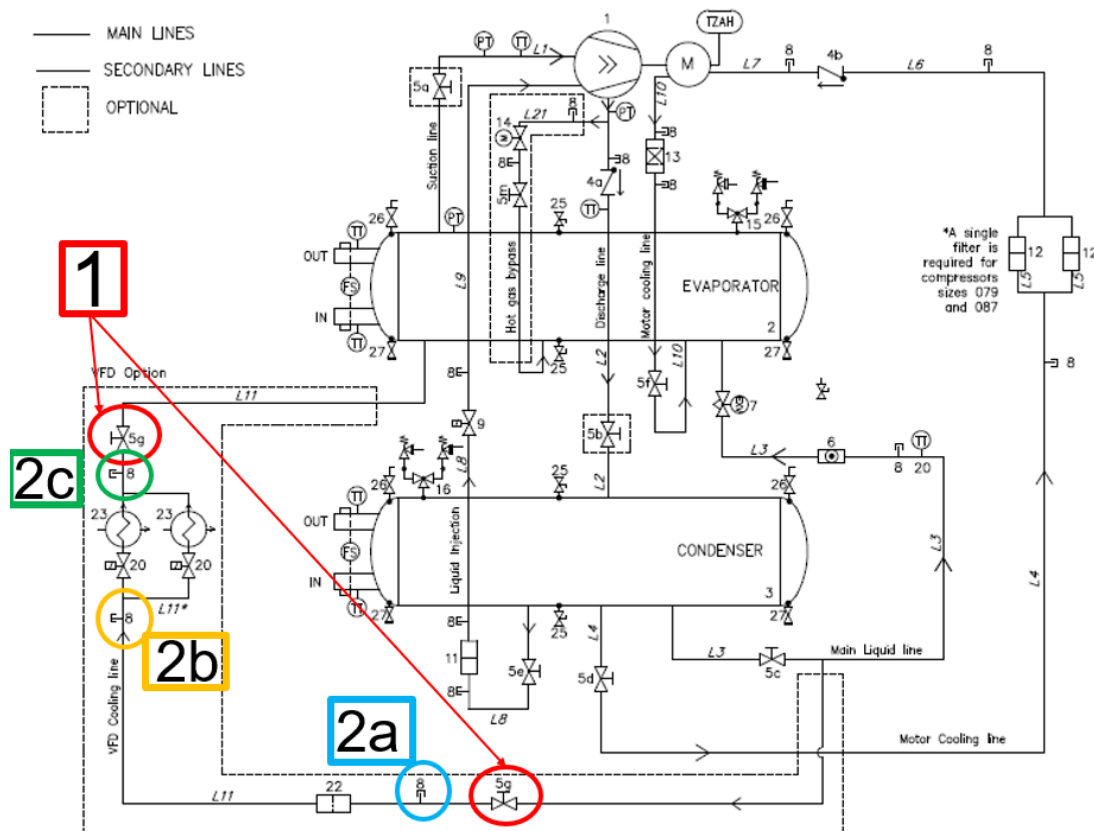 MAIN LINES
SECONDARY LINES
OPTIONAL
1
TZAH
PT
TT
L1
M
L7
8
4b
L6
8
5a
L10
PT
8
L21
14
M
8
8
13
8
8
5m
4a
TT
Suction line
25
15
26
26
TT
PT
OUT
FS
IN
TT
27
L9
Hot gas bypass
Discharge line
Motor cooling line
EVAPORATOR
2
27
*A single
filter is
required for
compressors
sizes 079
and 087
12
12
L5
L5
1
VFD Option
L11
8
25
L2
L10
5f
7
8
5g
9
2c
8
L8
16
5b
L3
6
8
TT
20
26
25
L2
26
23
23
20
20
TT
OUT
FS
IN
TT
27
Liquid Injection
CONDENSER
3
27
L3
L4
L11*
8
2b
8
11
8
5e
L8
25
L4
5d
L3
5c
Main Liquid line
VFD Cooling line
2a
Motor Cooling line
L11
22
8
5g